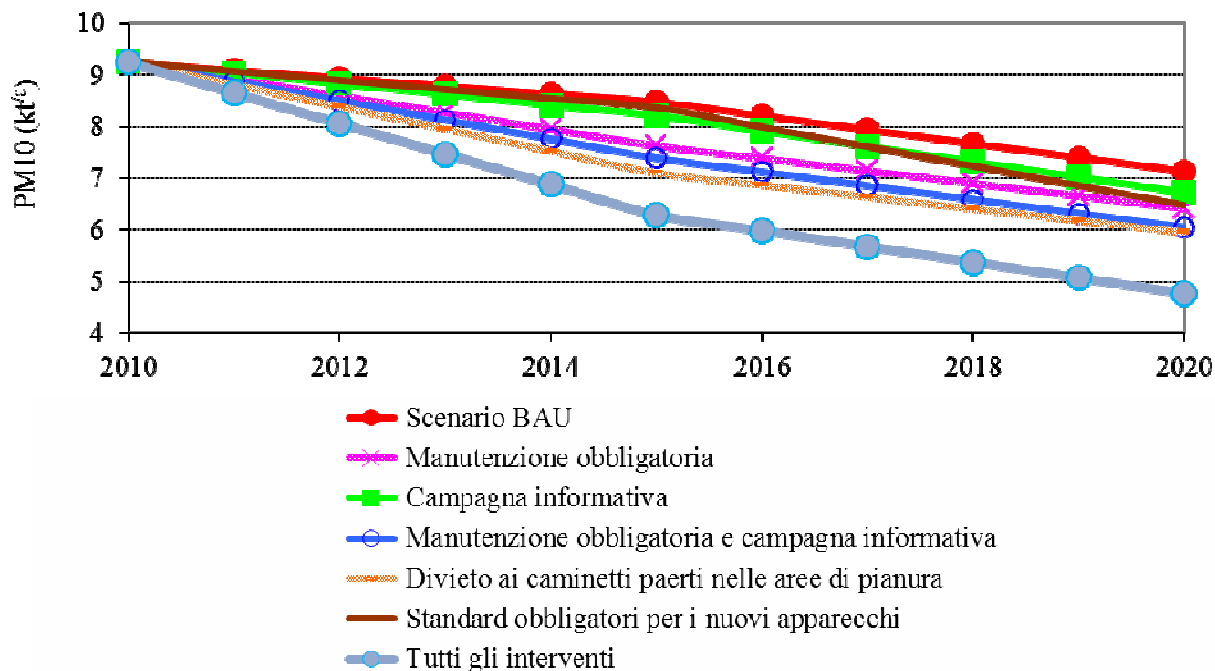 10
9
8
7
6
5
4
PM10 (kt/
2010 2012 2014 2016 2018 2020
Scenario BAU
Manutenzione obbligatoria
Campagna informativa
Manutenzione obbligatoria e campagna informativa
Divieto ai caminetti paerti nelle aree di pianura
Standard obbligatori per i nuovi apparecchi
Tutti gli interventi